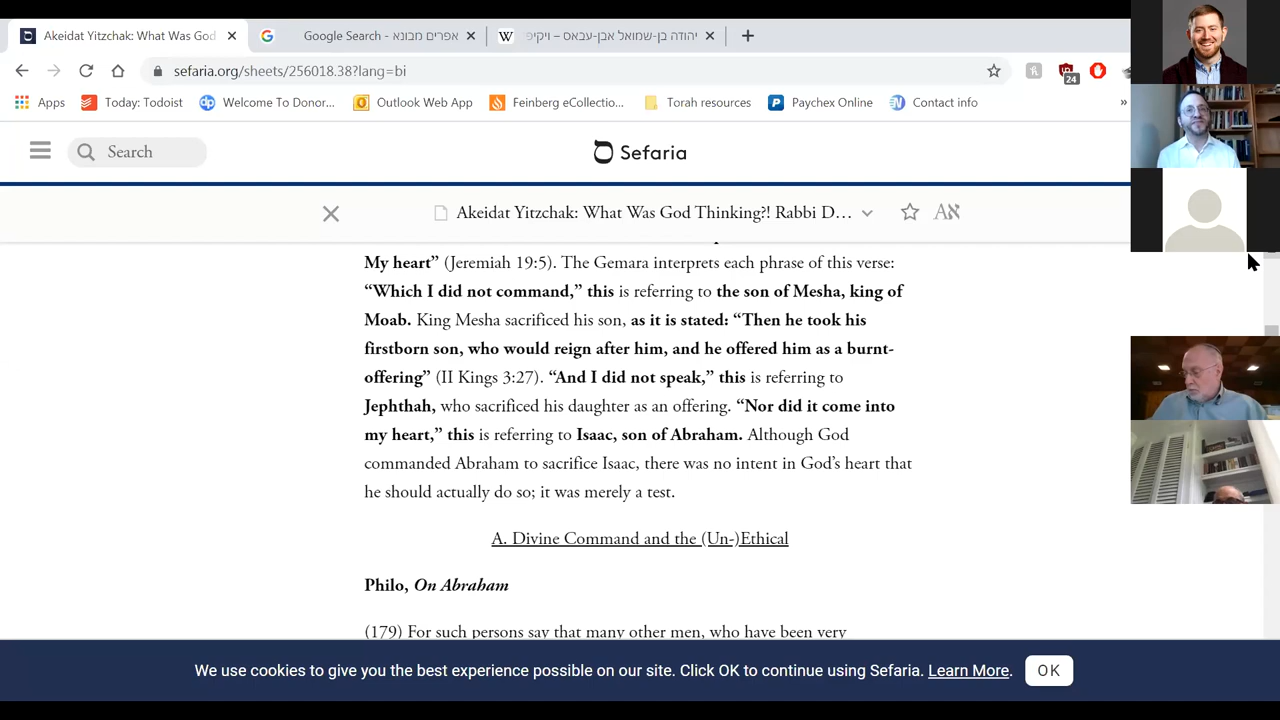 Akeidat Yitzchak: What Was God
Google Search - אפרים מבונא
יהודה בן-שמואל אבן-עבאס – ויקיפ
sefaria.org/sheets/256018.38?lang=bi
24
Apps
Today: Todoist
Welcome To Donor...
Outlook Web App
Feinberg eCollectio...
Torah resources
Paychex Online
Contact info
»
Search
Sefaria
Akeidat Yitzchak: What Was God Thinking?! Rabbi D...
My heart” (Jeremiah 19:5). The Gemara interprets each phrase of this verse:
“Which I did not command,” this is referring to the son of Mesha, king of
Moab. King Mesha sacrificed his son, as it is stated: “Then he took his
firstborn son, who would reign after him, and he offered him as a burnt-
offering” (II Kings 3:27). “And I did not speak,” this is referring to
Jephthah, who sacrificed his daughter as an offering. “Nor did it come into
my heart,” this is referring to Isaac, son of Abraham. Although God
commanded Abraham to sacrifice Isaac, there was no intent in God’s heart that
he should actually do so; it was merely a test.
A. Divine Command and the (Un-)Ethical
Philo, On Abraham
(179) For such persons say that many other men, who have been very
We use cookies to give you the best experience possible on our site. Click OK to continue using Sefaria. Learn More.
OK